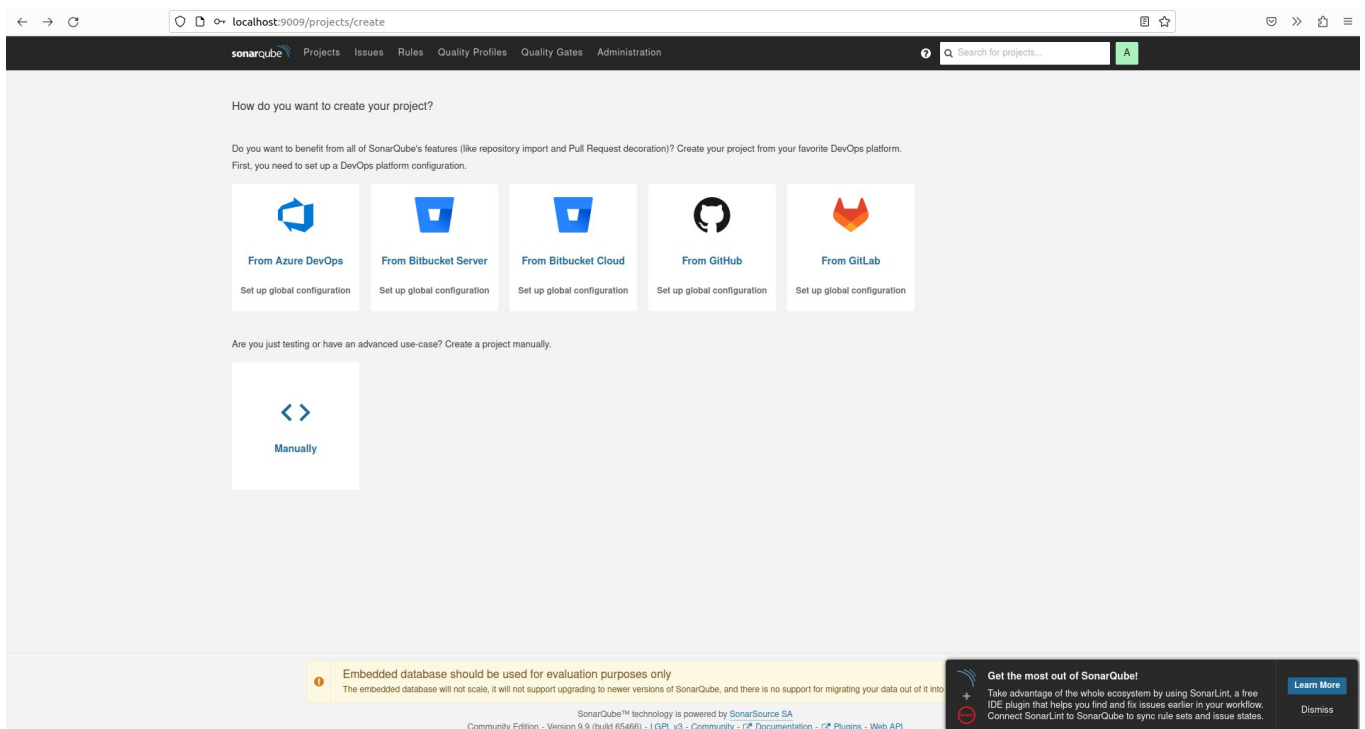 localhost:9009/projects/create
sonarqube Projects Issues Rules Quality Profiles Quality Gates Administration ? Search for projects... A
How do you want to create your project?
Do you want to benefit from all of SonarQube's features (like repository import and Pull Request decoration)? Create your project from your favorite DevOps platform.
First, you need to set up a DevOps platform configuration.
From Azure DevOps From Bitbucket Server From Bitbucket Cloud From GitHub From GitLab
Set up global configuration Set up global configuration Set up global configuration Set up global configuration Set up global configuration
Are you just testing or have an advanced use-case? Create a project manually.
Manually
Embedded database should be used for evaluation purposes only
The embedded database will not scale, it will not support upgrading to newer versions of SonarQube, and there is no support for migrating your data out of it into
SonarQube™ technology is powered by SonarSource SA
Community Edition - Version 9.9 (build 65466) - LGPL v3 - Community - Documentation - Plugins - Web API
Get the most out of SonarQube!
Take advantage of the whole ecosystem by using SonarLint, a free
IDE plugin that helps you find and fix issues earlier in your workflow.
Connect SonarLint to SonarQube to sync rule sets and issue states.
Learn More
Dismiss